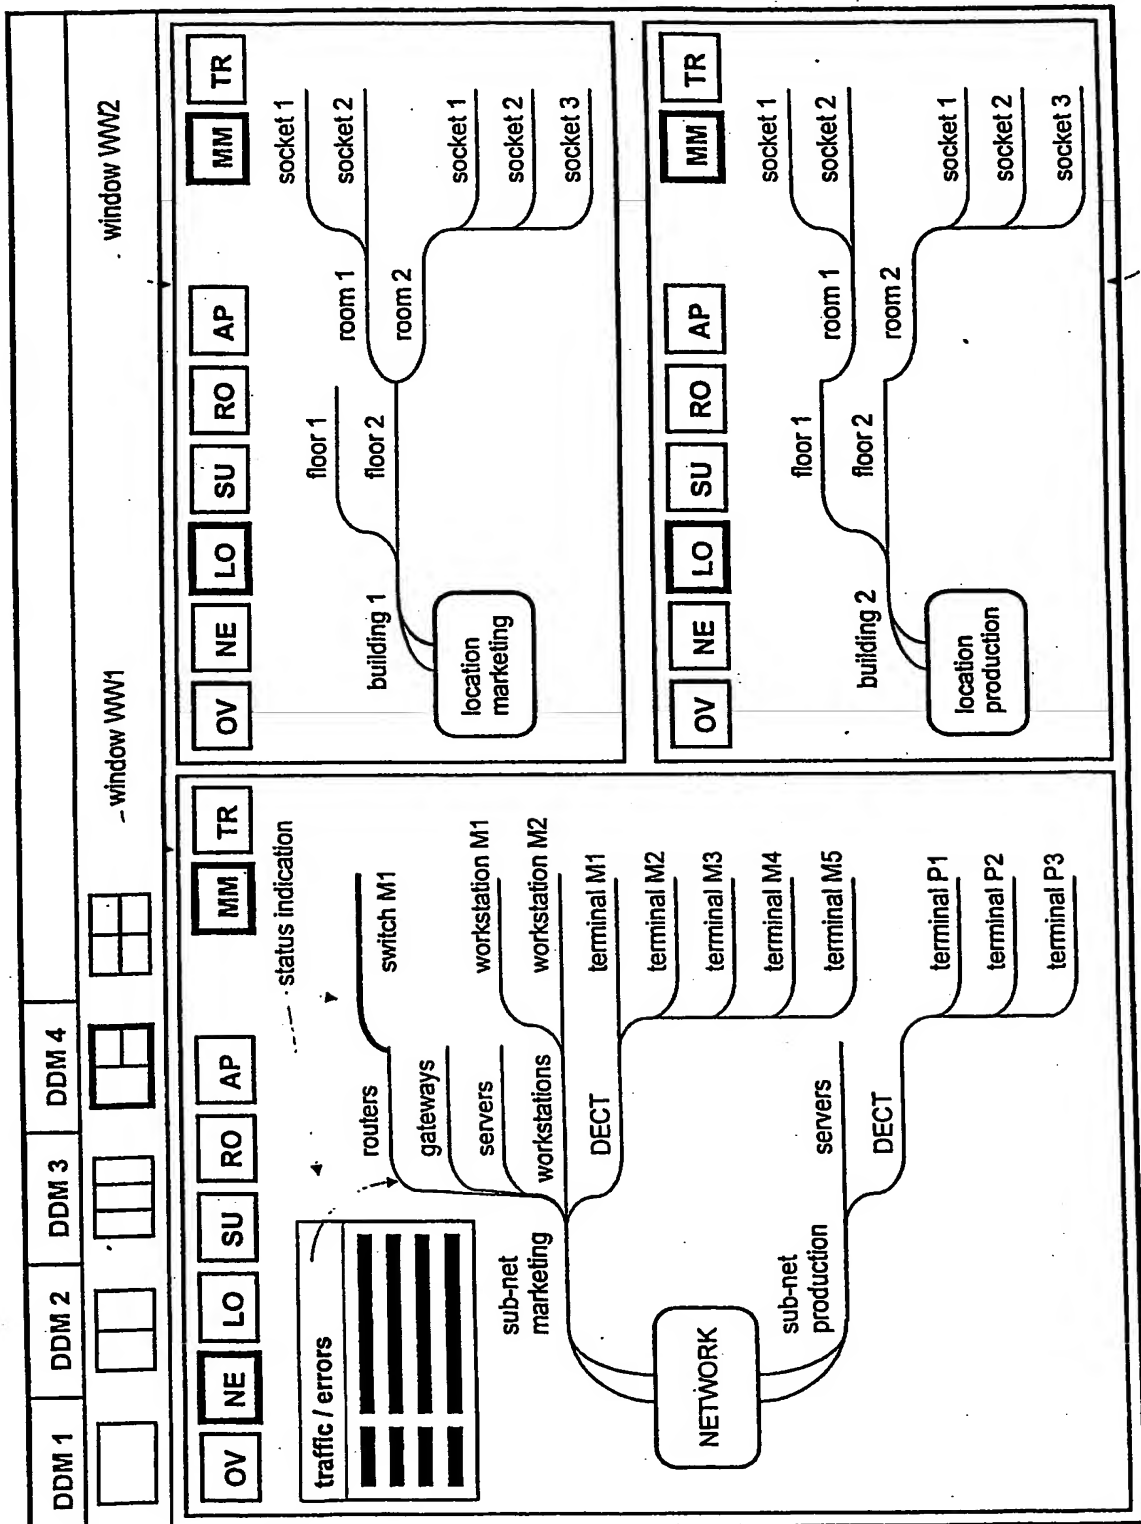 DDM 1
DDM 2
DDM 3
DDM 4
window WW1
window WW2
OV
NE
LO
SU
RO
AP
MM
TR
status indication
traffic / errors
routers
switch M1
gateways
servers
workstations
workstation M1
workstation M2
DECT
terminal M1
terminal M2
terminal M3
terminal M4
terminal M5
sub-net
marketing
NETWORK
sub-net
production
servers
DECT
terminal P1
terminal P2
terminal P3
OV
NE
LO
SU
RO
AP
MM
TR
building 1
floor 1
floor 2
room 1
room 2
socket 1
socket 2
socket 1
socket 2
socket 3
location
marketing
OV
NE
LO
SU
RO
AP
MM
TR
building 2
floor 1
floor 2
room 1
room 2
socket 1
socket 2
socket 1
socket 2
socket 3
location
production